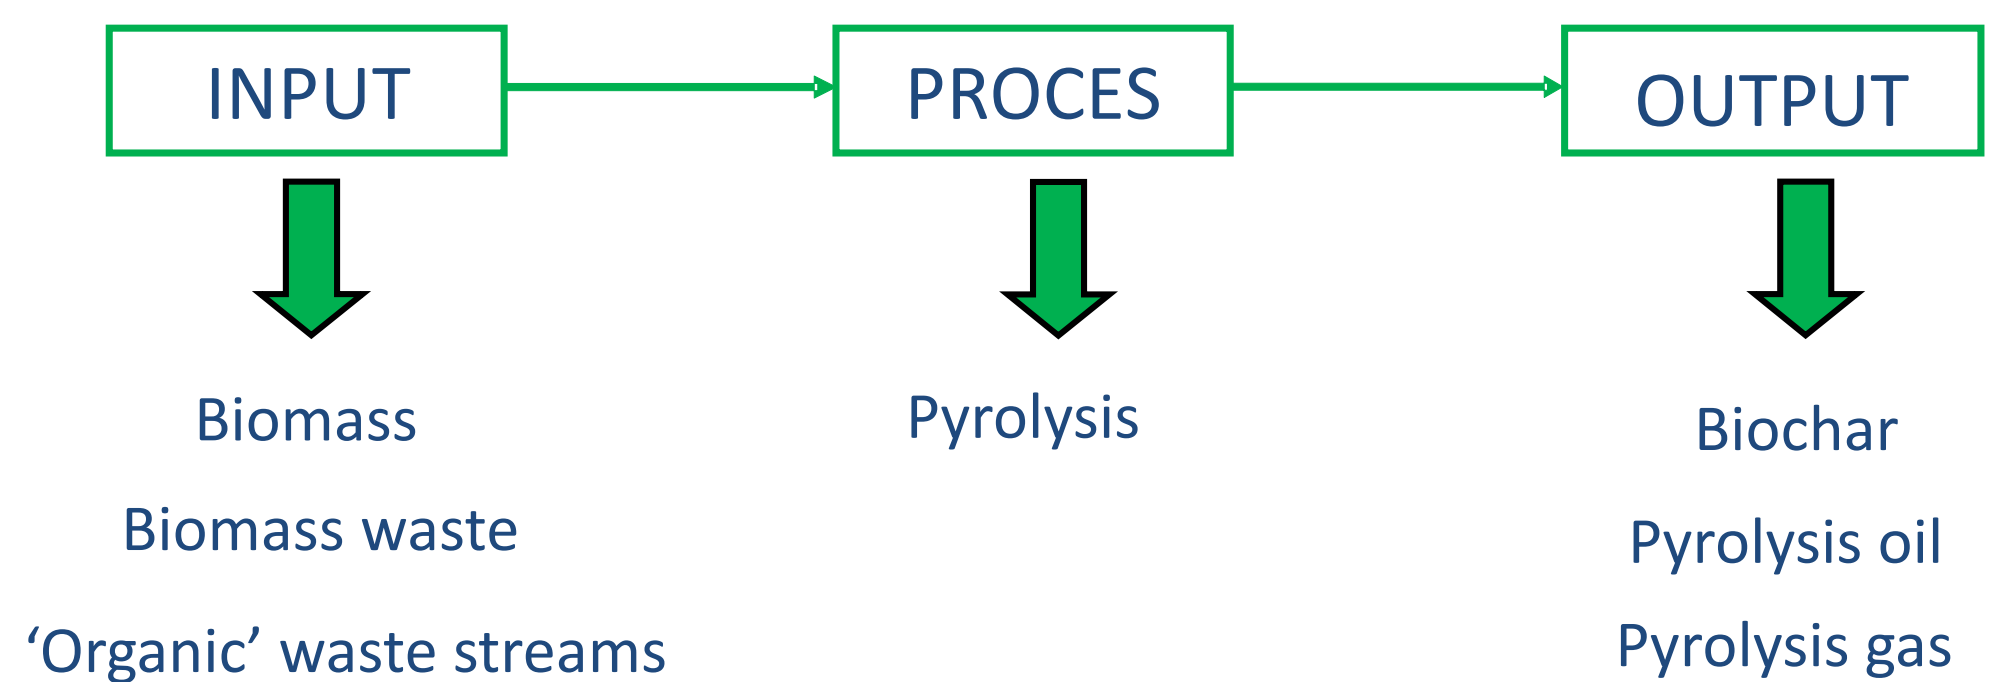 INPUT
PROCES
OUTPUT
Biomass
Biomass waste
‘Organic’ waste streams
Pyrolysis
Biochar
Pyrolysis oil
Pyrolysis gas